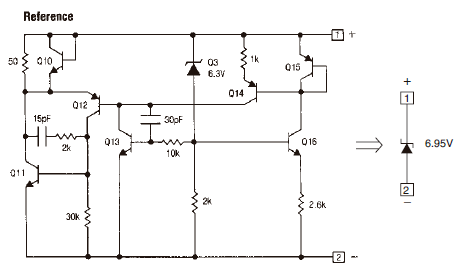 Reference
1 +
50
Q10
Q3
6.3V
1k
Q15
Q14
+
Q12
1
15pF
30pF
6.95V
2k
Q13
Q16
10k
Q11
2
-
2k
2.6k
30k
2 -